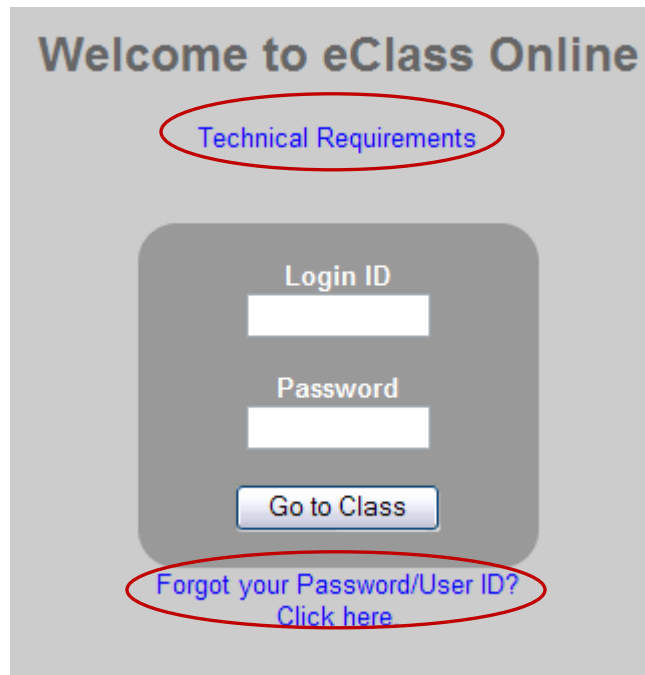 Welcome to eClass Online
Technical Requirements
Login ID
Password
Go to Class
Forgot your Password/User ID?
Click here.